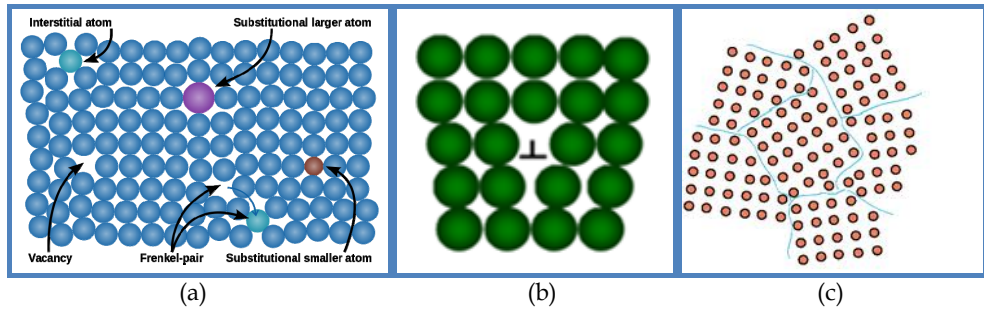 Interstitial atom
Substitutional larger atom
Vacancy
Frenkel-pair
Substitutional smaller atom
(a)
(b)
(c)